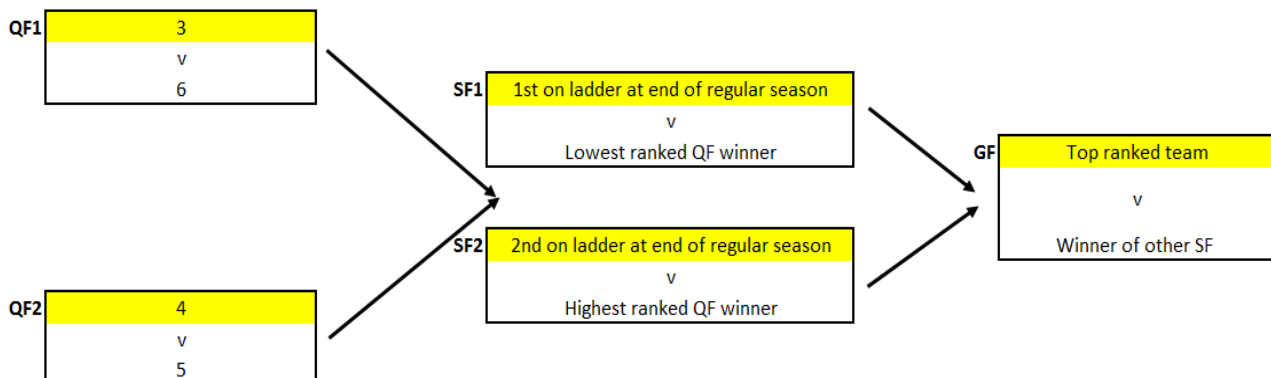 QF1
3
v
6
SF1
1st on ladder at end of regular season
v
Lowest ranked QF winner
GF
Top ranked team
v
Winner of other SF
SF2
2nd on ladder at end of regular season
v
Highest ranked QF winner
QF2
4
v
5